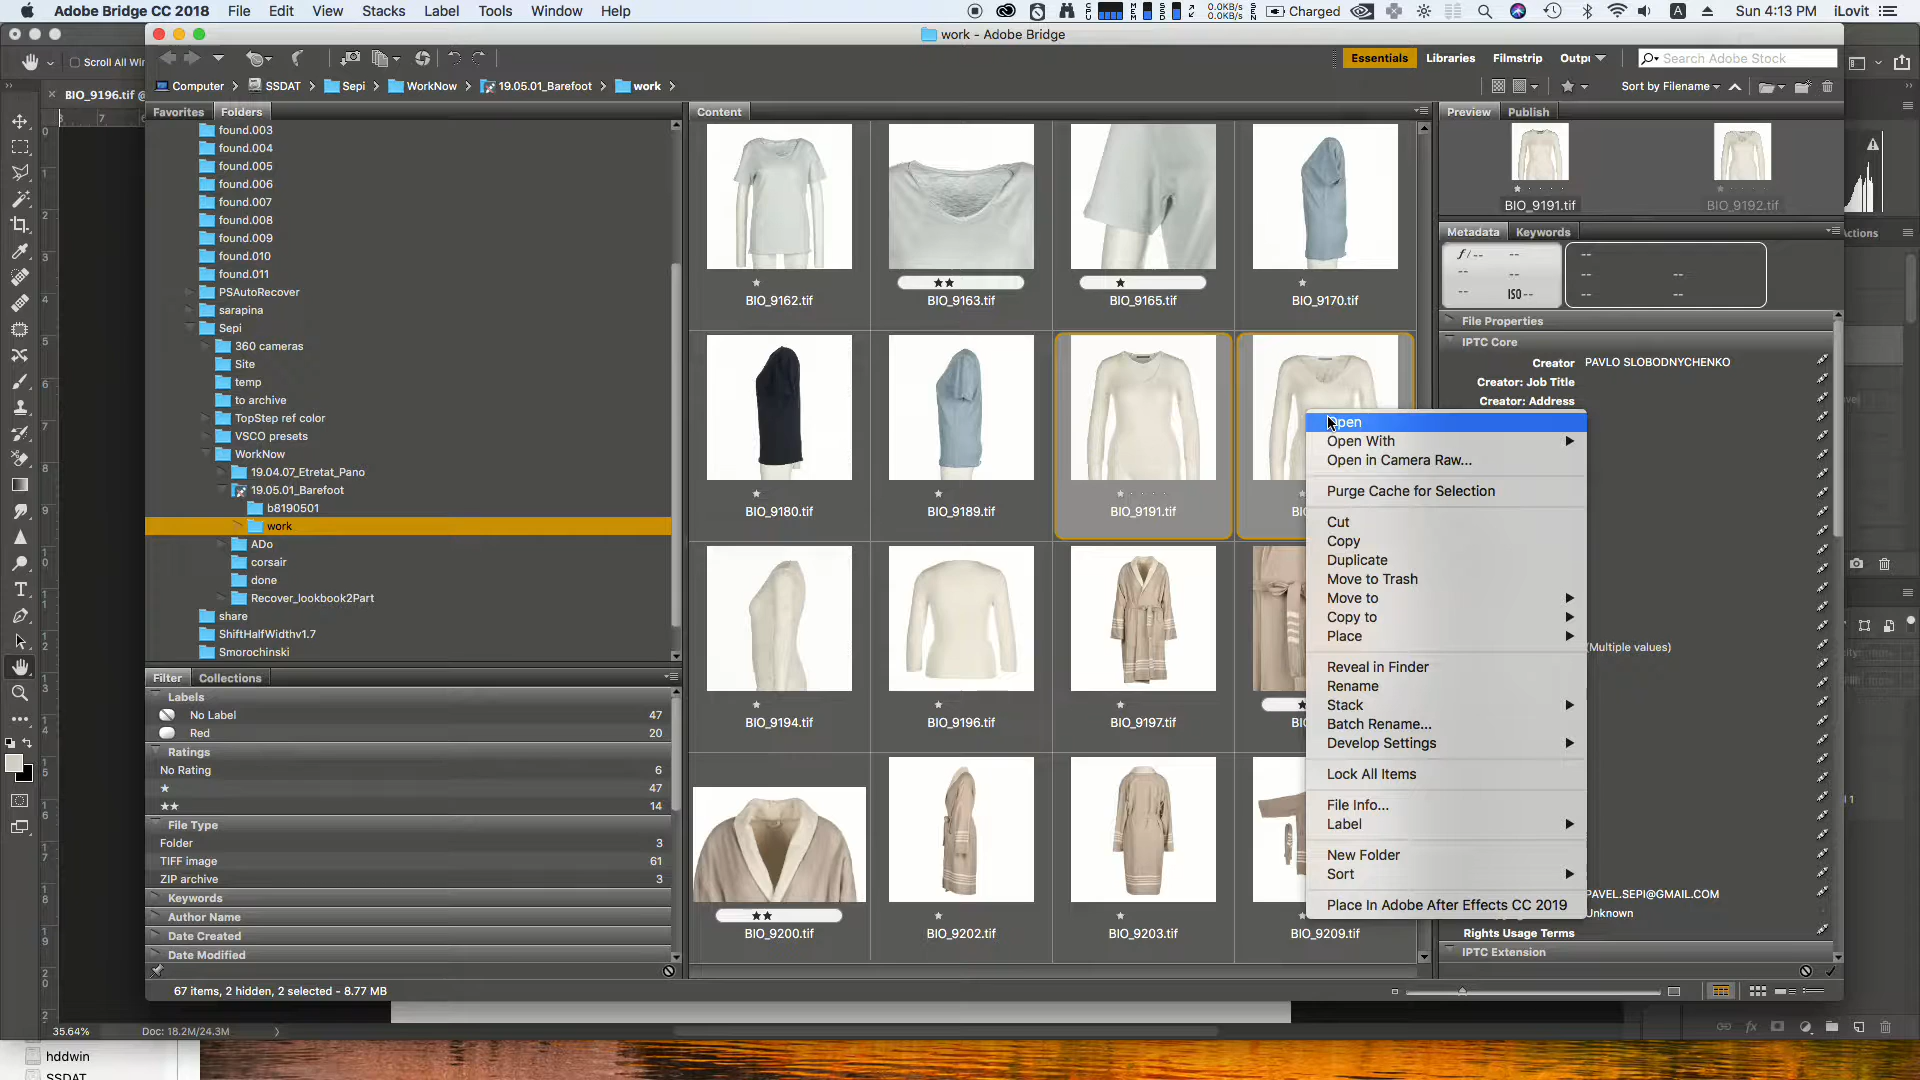 Adobe Bridge CC 2018 File Edit View Stacks Label Tools Window Help
0.0KB/s
0.0KB/s
Charged
Sun 4:13 PM iLovit
work - Adobe Bridge
Scroll All Wi
Essentials Libraries Filmstrip Outp
Search Adobe Stock
BIO_9196.tif @
Computer SSDAT Sepi WorkNow 19.05.01_Barefoot work
Sort by Filename
Favorites Folders
found.003
found.004
found.005
found.006
found.007
found.008
found.009
found.010
found.011
PSAutoRecover
sarapina
Sepi
360 cameras
Site
temp
to archive
TopStep ref color
VSCO presets
WorkNow
19.04.07_Etretat_Pano
19.05.01_Barefoot
b8190501
work
ADo
corsair
done
Recover_lookbook2Part
share
ShiftHalfWidthv1.7
Smorochinski
Filter Collections
Labels
No Label 47
Red 20
Ratings
No Rating 6
★ 47
★★ 14
File Type
Folder 3
TIFF image 61
ZIP archive 3
Keywords
Author Name
Date Created
Date Modified
67 items, 2 hidden, 2 selected - 8.77 MB
Content
BIO_9162.tif BIO_9163.tif BIO_9165.tif BIO_9170.tif
BIO_9180.tif BIO_9189.tif BIO_9191.tif
BIO_9194.tif BIO_9196.tif BIO_9197.tif
BIO_9200.tif BIO_9202.tif BIO_9203.tif BIO_9209.tif
Open
Open With
Open in Camera Raw...
Purge Cache for Selection
Cut
Copy
Duplicate
Move to Trash
Move to
Copy to
Place
Reveal in Finder
Rename
Stack
Batch Rename...
Develop Settings
Lock All Items
File Info...
Label
New Folder
Sort
Place In Adobe After Effects CC 2019
Preview Publish
BIO_9191.tif BIO_9192.tif
Metadata Keywords
ƒ/-- --
-- --
-- ISO --
--
-- --
-- --
File Properties
IPTC Core
Creator PAVLO SLOBODNYCHENKO
Creator: Job Title
Creator: Address
(Multiple values)
PAVEL.SEPI@GMAIL.COM
Unknown
Rights Usage Terms
IPTC Extension
35.64% Doc: 18.2M/24.3M
hddwin
SSDAT